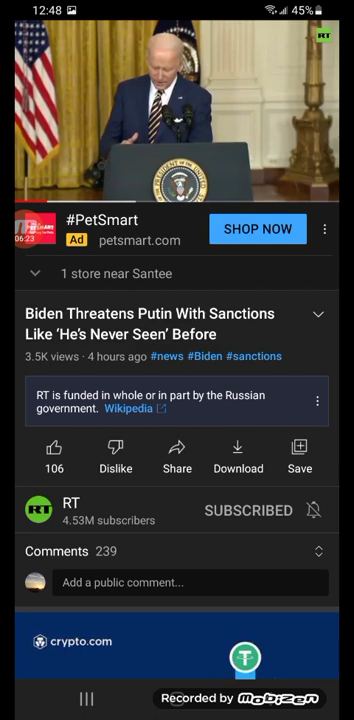 12:48
45%
RT
06:23
#PetSmart
Ad petsmart.com
SHOP NOW
1 store near Santee
Biden Threatens Putin With Sanctions
Like ‘He’s Never Seen’ Before
3.5K views · 4 hours ago #news #Biden #sanctions
RT is funded in whole or in part by the Russian
government. Wikipedia
106 Dislike Share Download Save
RT
RT
4.53M subscribers
SUBSCRIBED
Comments 239
Add a public comment...
crypto.com
Recorded by MOBIZEN